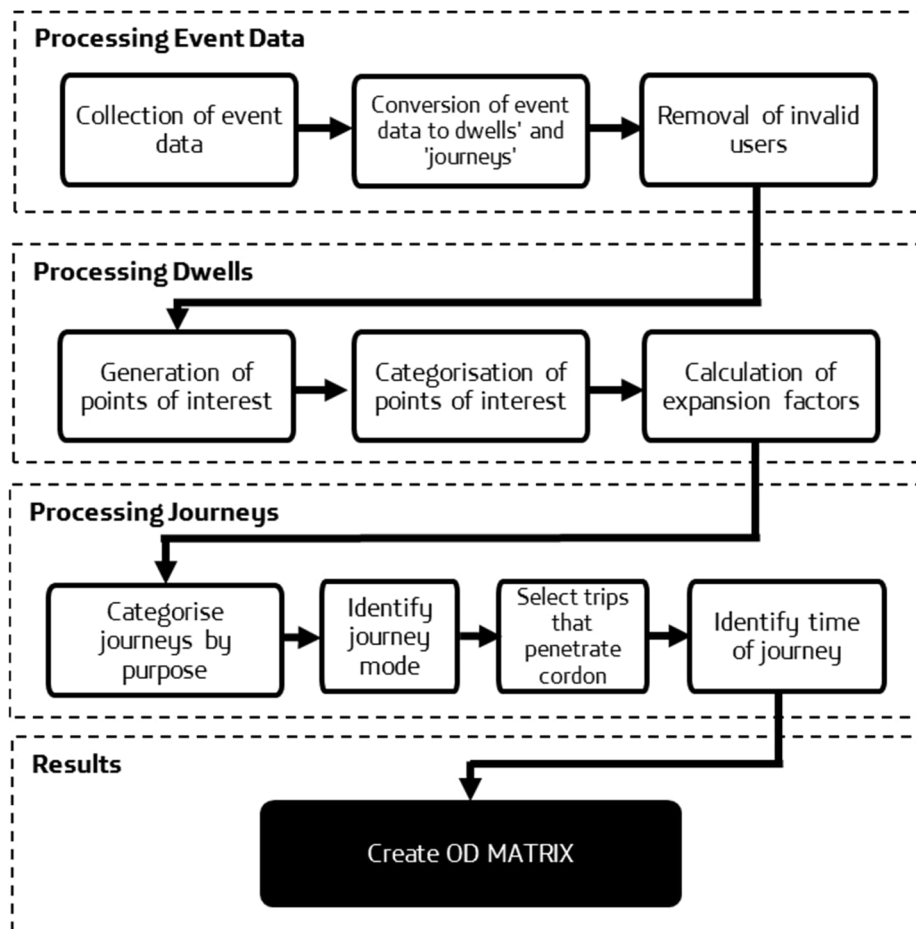 Processing Event Data
Collection of event
data
Conversion of event
data to dwells' and
'journeys'
Removal of invalid
users
Processing Dwells
Generation of
points of interest
Categorisation of
points of interest
Calculation of
expansion factors
Processing Journeys
Categorise
journeys by
purpose
Identify
journey
mode
Select trips
that
penetrate
cordon
Identify time
of journey
Results
Create OD MATRIX